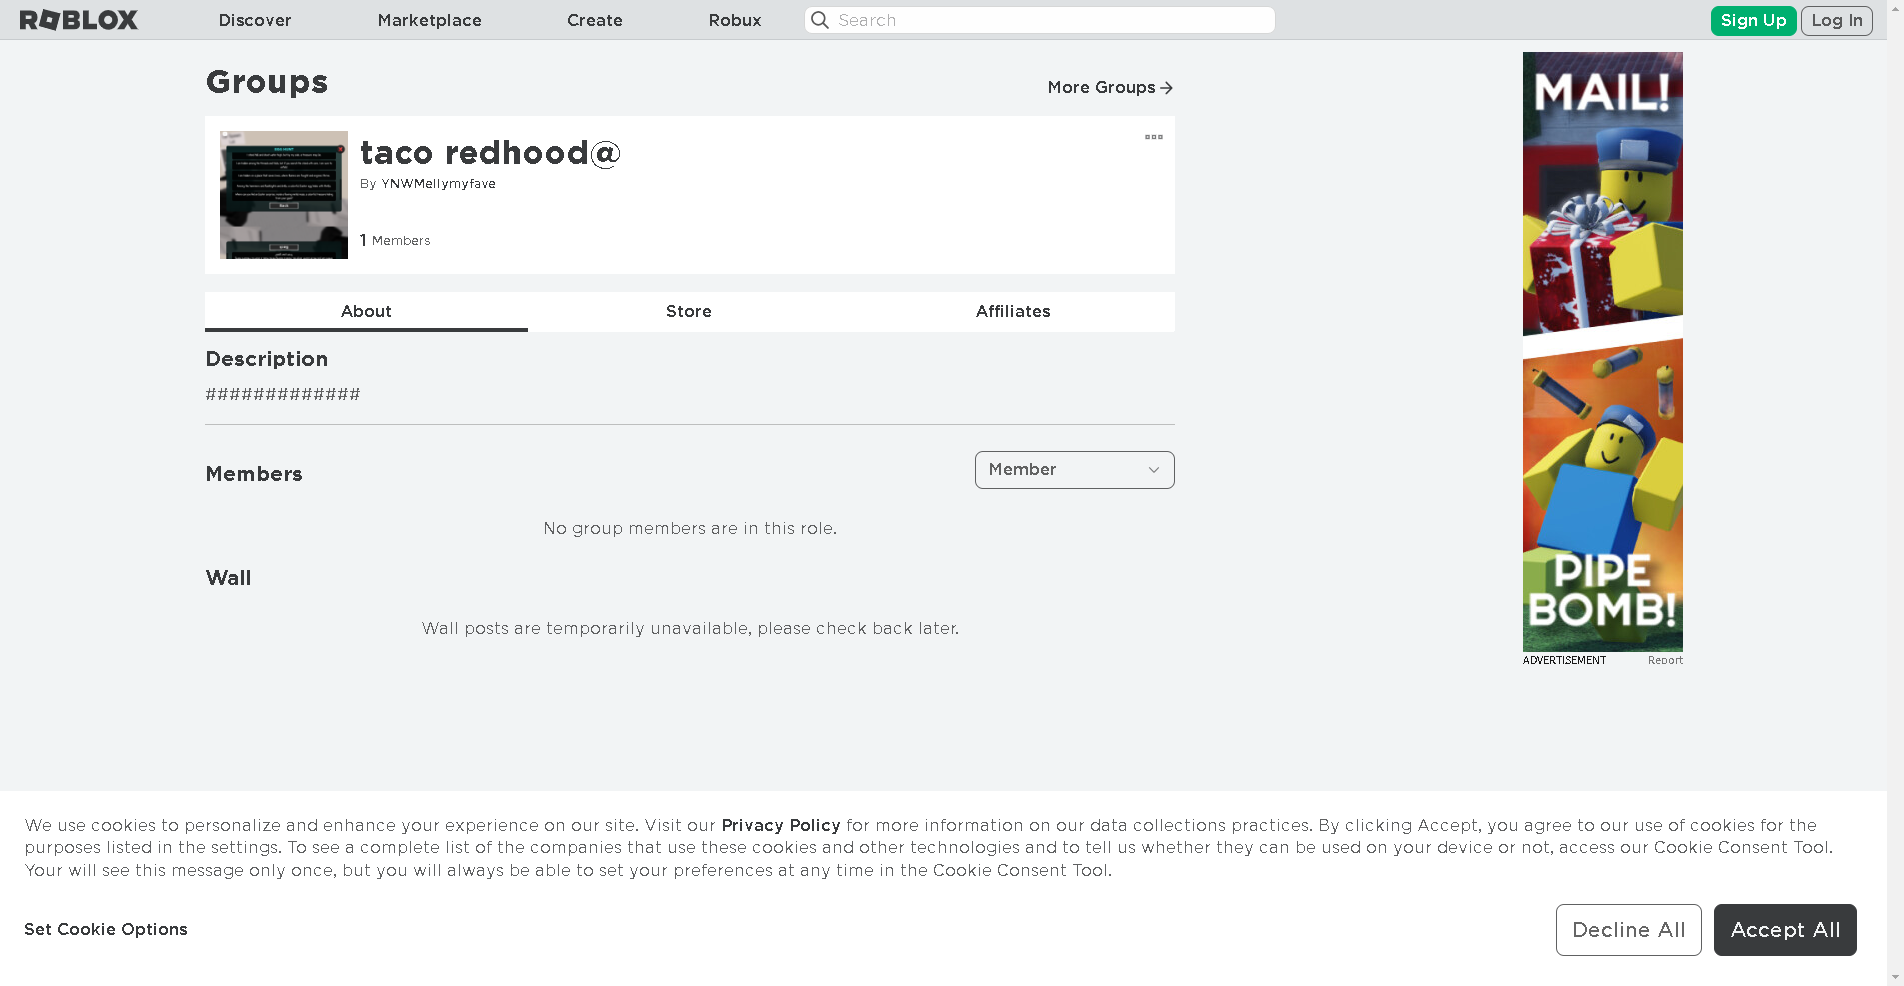 ROBLOX Discover Marketplace Create Robux Search Sign Up Log In
Groups
More Groups
taco redhood@
By YNWMellymyfave
1 Members
About Store Affiliates
Description
#############
Members
Member
No group members are in this role.
Wall
Wall posts are temporarily unavailable, please check back later.
MAIL!
PIPE
BOMB!
ADVERTISEMENT Report
We use cookies to personalize and enhance your experience on our site. Visit our Privacy Policy for more information on our data collections practices. By clicking Accept, you agree to our use of cookies for the
purposes listed in the settings. To see a complete list of the companies that use these cookies and other technologies and to tell us whether they can be used on your device or not, access our Cookie Consent Tool.
Your will see this message only once, but you will always be able to set your preferences at any time in the Cookie Consent Tool.
Set Cookie Options
Decline All
Accept All